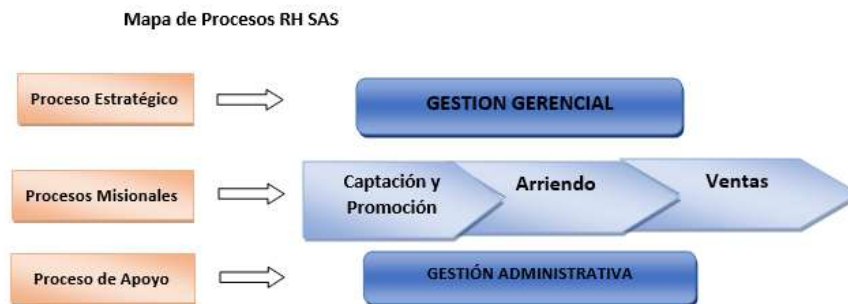 Mapa de Procesos RH SAS
Proceso Estratégico
GESTION GERENCIAL
Procesos Misionales
Captación y
Promoción
Arriendo
Ventas
Proceso de Apoyo
GESTIÓN ADMINISTRATIVA